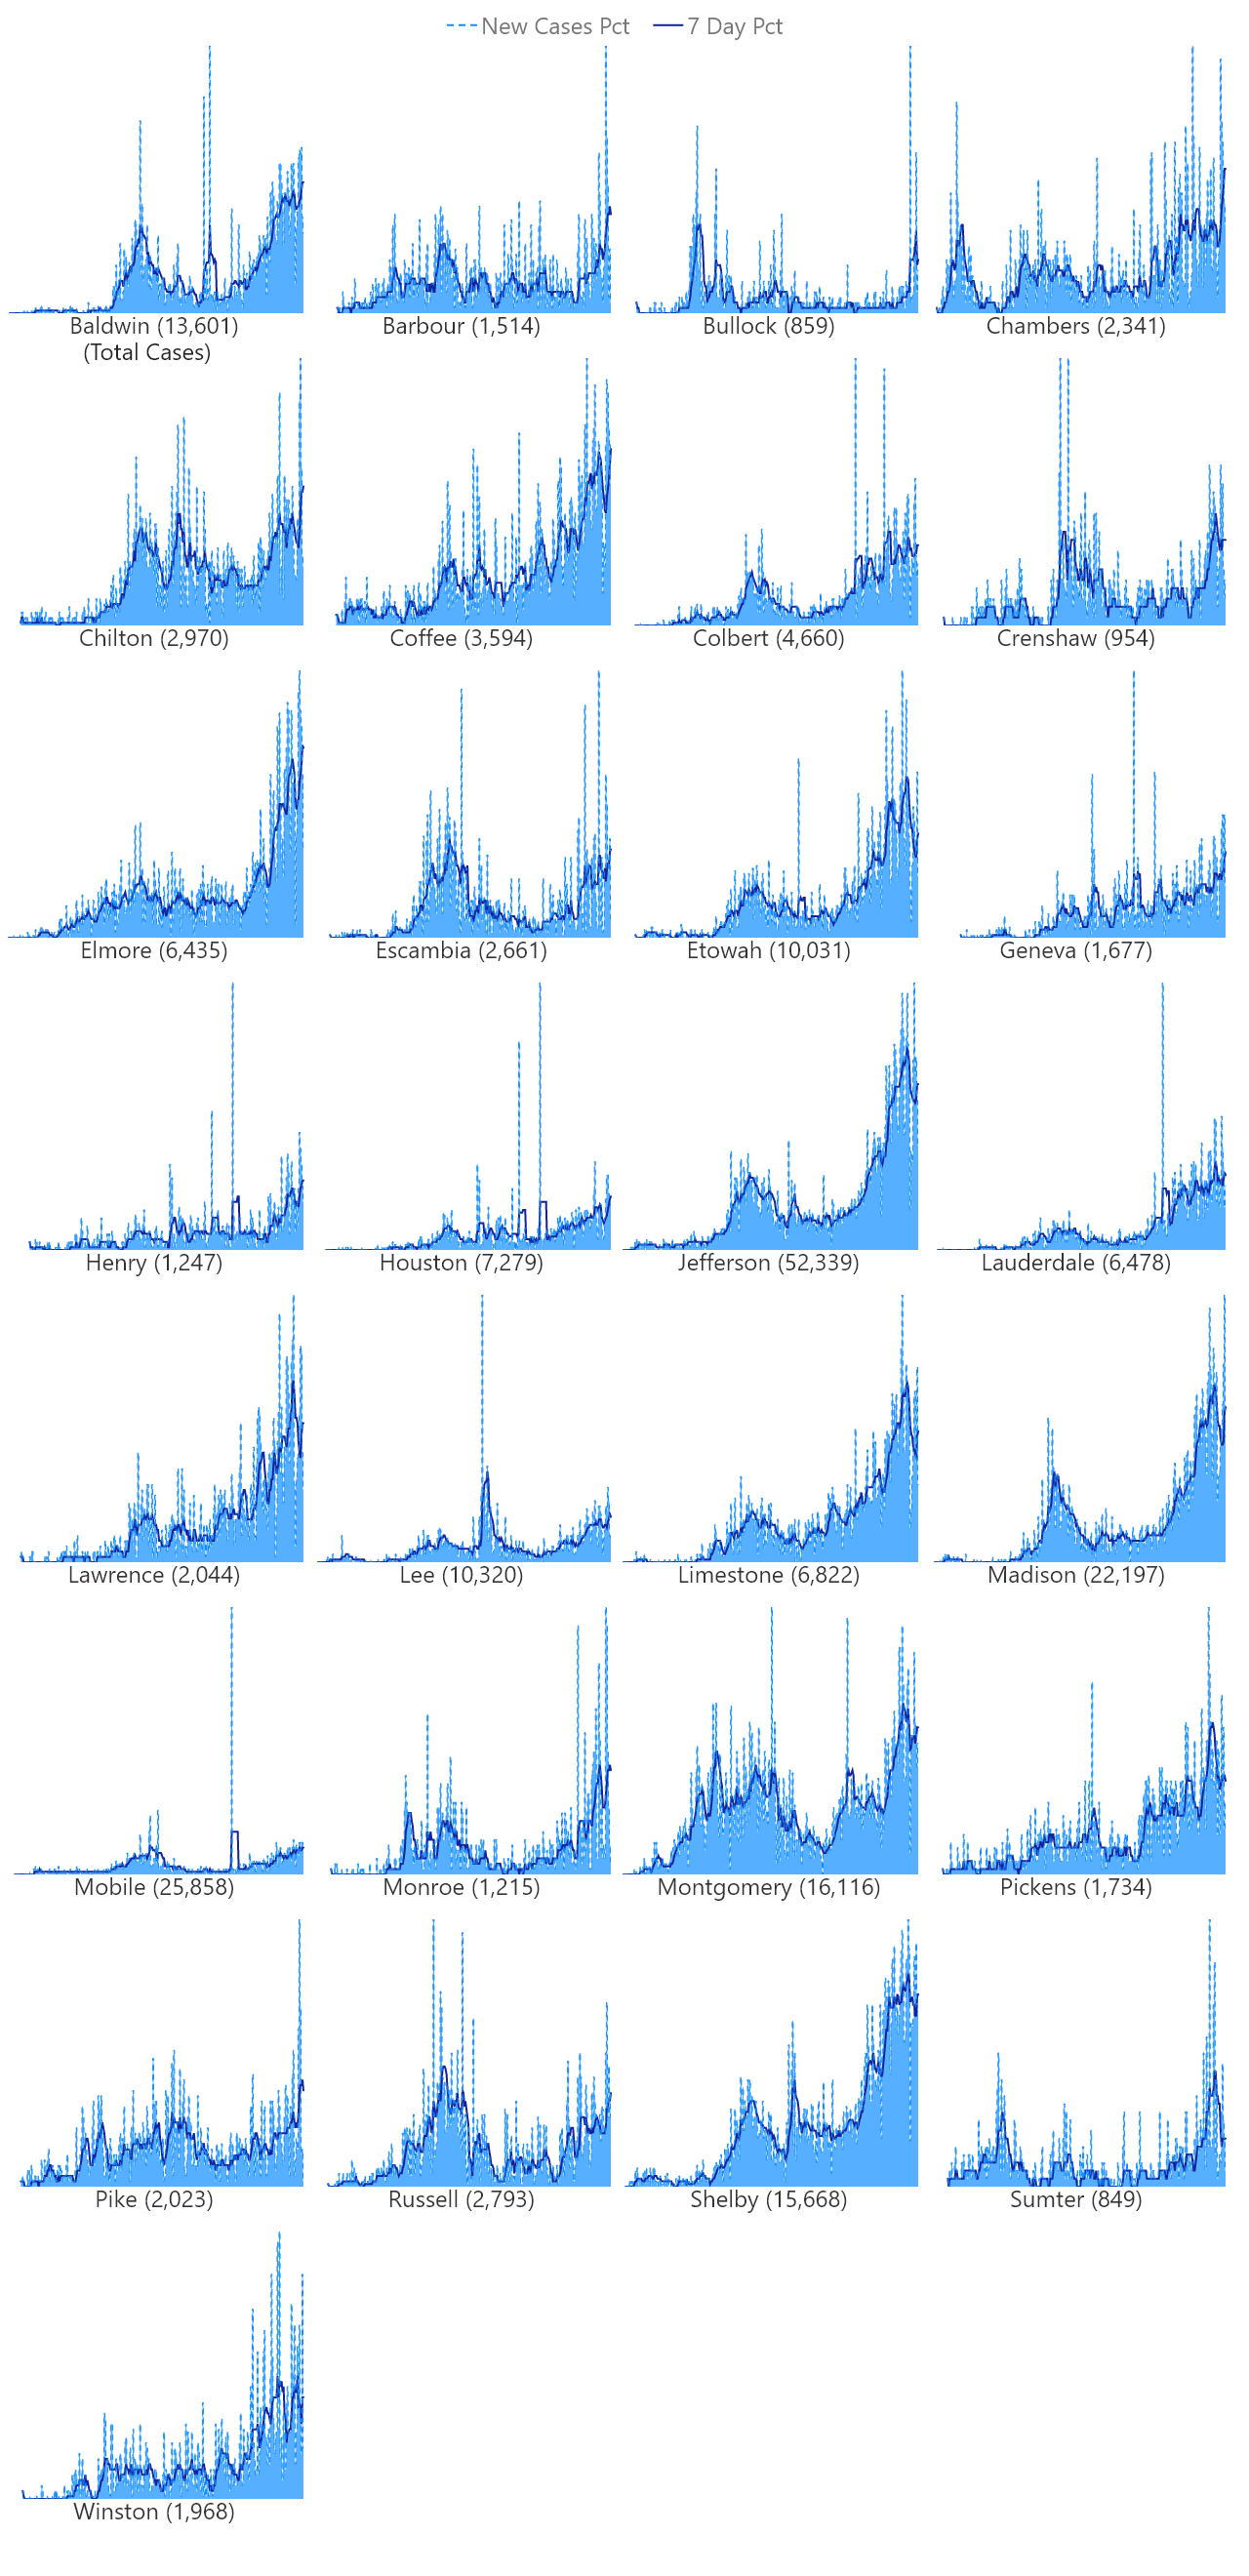 New Cases Pct 7 Day Pct
Baldwin (13,601) Barbour (1,514) Bullock (859) Chambers (2,341)
(Total Cases)
Chilton (2,970) Coffee (3,594) Colbert (4,660) Crenshaw (954)
Elmore (6,435) Escambia (2,661) Etowah (10,031) Geneva (1,677)
Henry (1,247) Houston (7,279) Jefferson (52,339) Lauderdale (6,478)
Lawrence (2,044) Lee (10,320) Limestone (6,822) Madison (22,197)
Mobile (25,858) Monroe (1,215) Montgomery (16,116) Pickens (1,734)
Pike (2,023) Russell (2,793) Shelby (15,668) Sumter (849)
Winston (1,968)